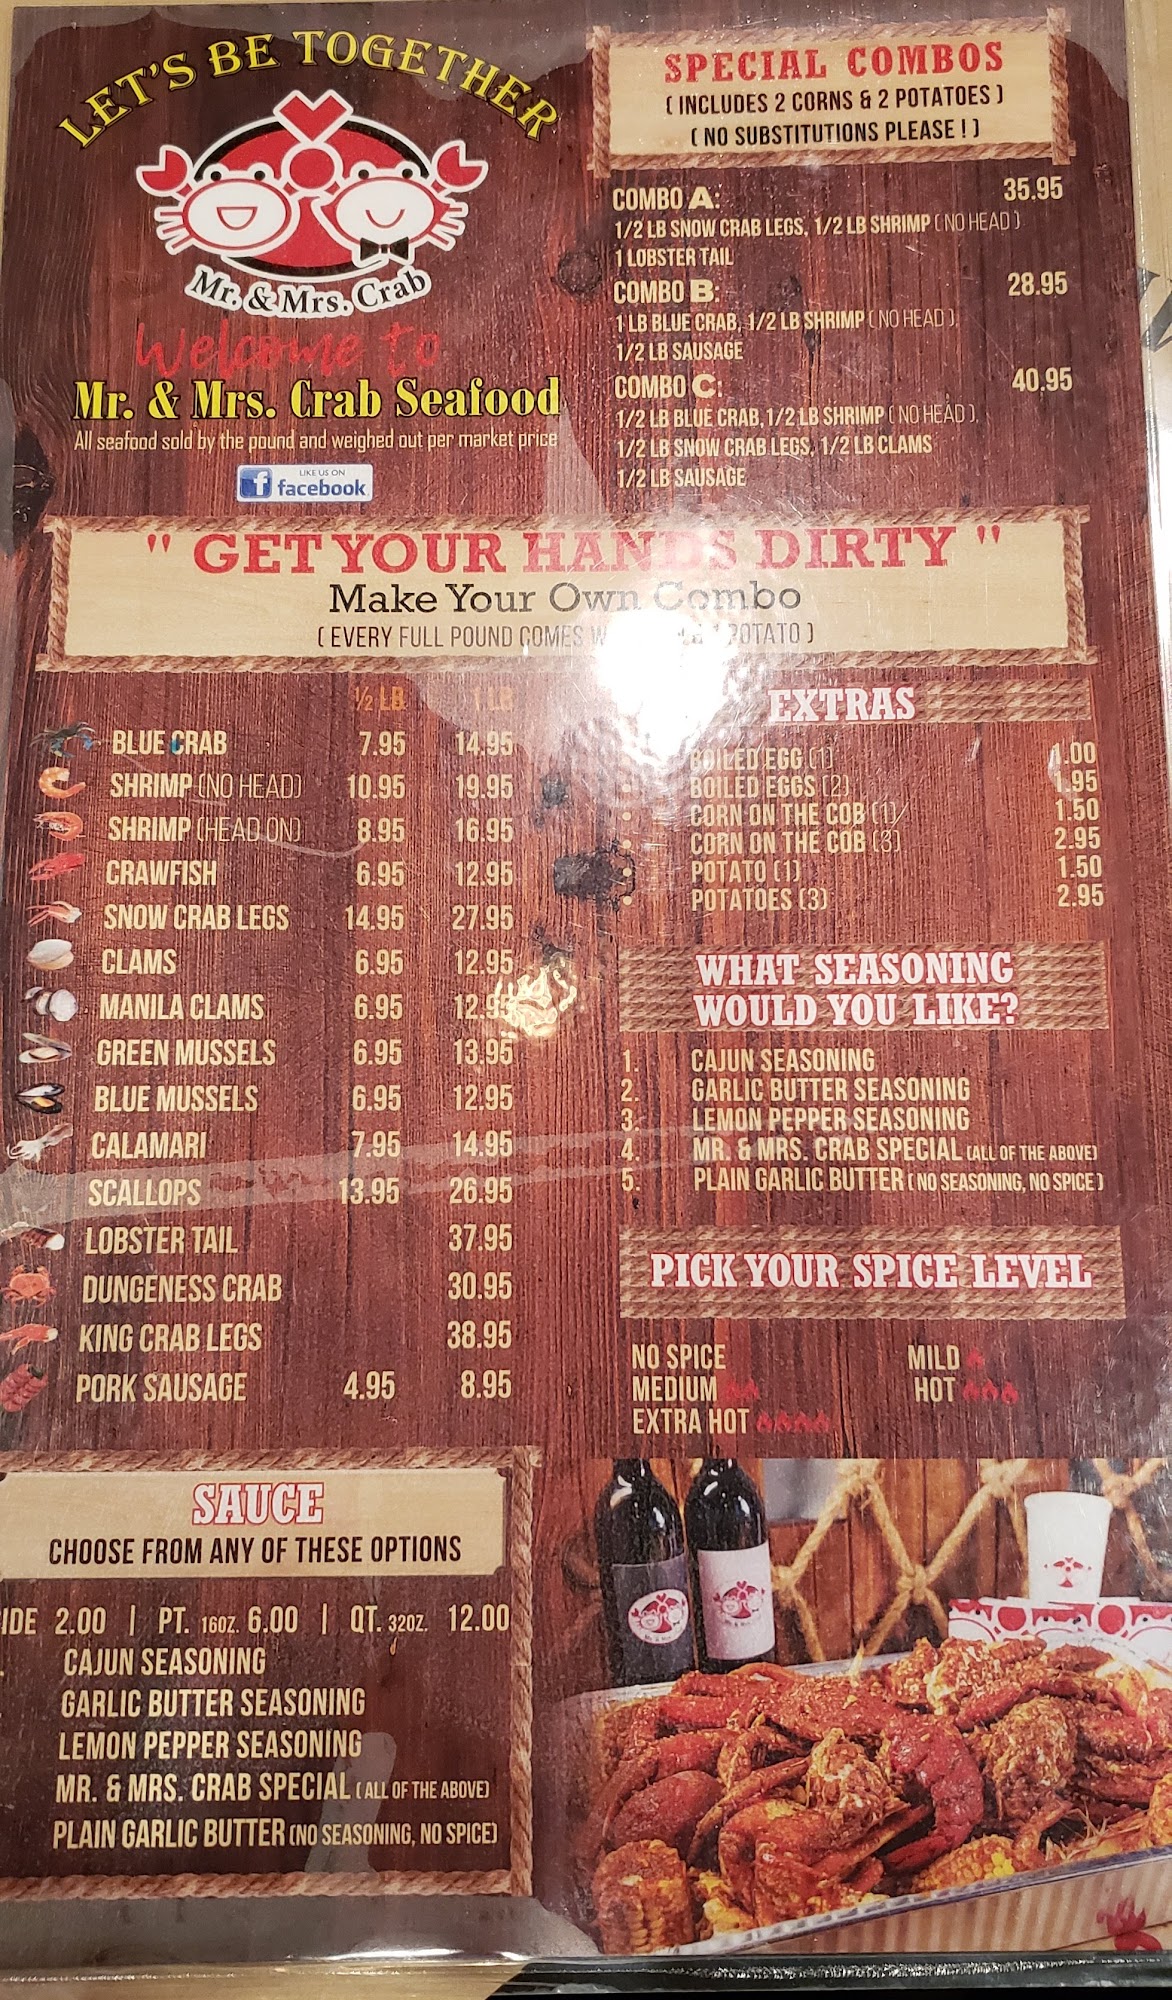 LET'S BE TOGETHER
Mr. & Mrs. Crab
Welcome to
Mr. & Mrs. Crab Seafood
All seafood sold by the pound and weighed out per market price
LIKE US ON
f facebook
SPECIAL COMBOS
( INCLUDES 2 CORNS & 2 POTATOES )
( NO SUBSTITUTIONS PLEASE ! )
COMBO A: 35.95
1/2 LB SNOW CRAB LEGS, 1/2 LB SHRIMP ( NO HEAD )
1 LOBSTER TAIL
COMBO B: 28.95
1 LB BLUE CRAB, 1/2 LB SHRIMP ( NO HEAD ),
1/2 LB SAUSAGE
COMBO C: 40.95
1/2 LB BLUE CRAB, 1/2 LB SHRIMP ( NO HEAD ),
1/2 LB SNOW CRAB LEGS, 1/2 LB CLAMS
1/2 LB SAUSAGE
" GET YOUR HANDS DIRTY "
Make Your Own Combo
( EVERY FULL POUND COMES POTATO )
½ LB 1 LB
BLUE CRAB 7.95 14.95
SHRIMP (NO HEAD) 10.95 19.95
SHRIMP (HEAD ON) 8.95 16.95
CRAWFISH 6.95 12.95
SNOW CRAB LEGS 14.95 27.95
CLAMS 6.95 12.95
MANILA CLAMS 6.95 12.95
GREEN MUSSELS 6.95 13.95
BLUE MUSSELS 6.95 12.95
CALAMARI 7.95 14.95
SCALLOPS 13.95 26.95
LOBSTER TAIL 37.95
DUNGENESS CRAB 30.95
KING CRAB LEGS 38.95
PORK SAUSAGE 4.95 8.95
EXTRAS
BOILED EGG (1) 1.00
BOILED EGGS (2) 1.95
CORN ON THE COB (1) 1.50
CORN ON THE COB (3) 2.95
POTATO (1) 1.50
POTATOES (3) 2.95
WHAT SEASONING
WOULD YOU LIKE?
1. CAJUN SEASONING
2. GARLIC BUTTER SEASONING
3. LEMON PEPPER SEASONING
4. MR. & MRS. CRAB SPECIAL (ALL OF THE ABOVE)
5. PLAIN GARLIC BUTTER ( NO SEASONING, NO SPICE )
PICK YOUR SPICE LEVEL
NO SPICE MILD
MEDIUM HOT
EXTRA HOT
SAUCE
CHOOSE FROM ANY OF THESE OPTIONS
IDE 2.00 | PT. 16OZ. 6.00 | QT. 32OZ. 12.00
CAJUN SEASONING
GARLIC BUTTER SEASONING
LEMON PEPPER SEASONING
MR. & MRS. CRAB SPECIAL ( ALL OF THE ABOVE)
PLAIN GARLIC BUTTER (NO SEASONING, NO SPICE)